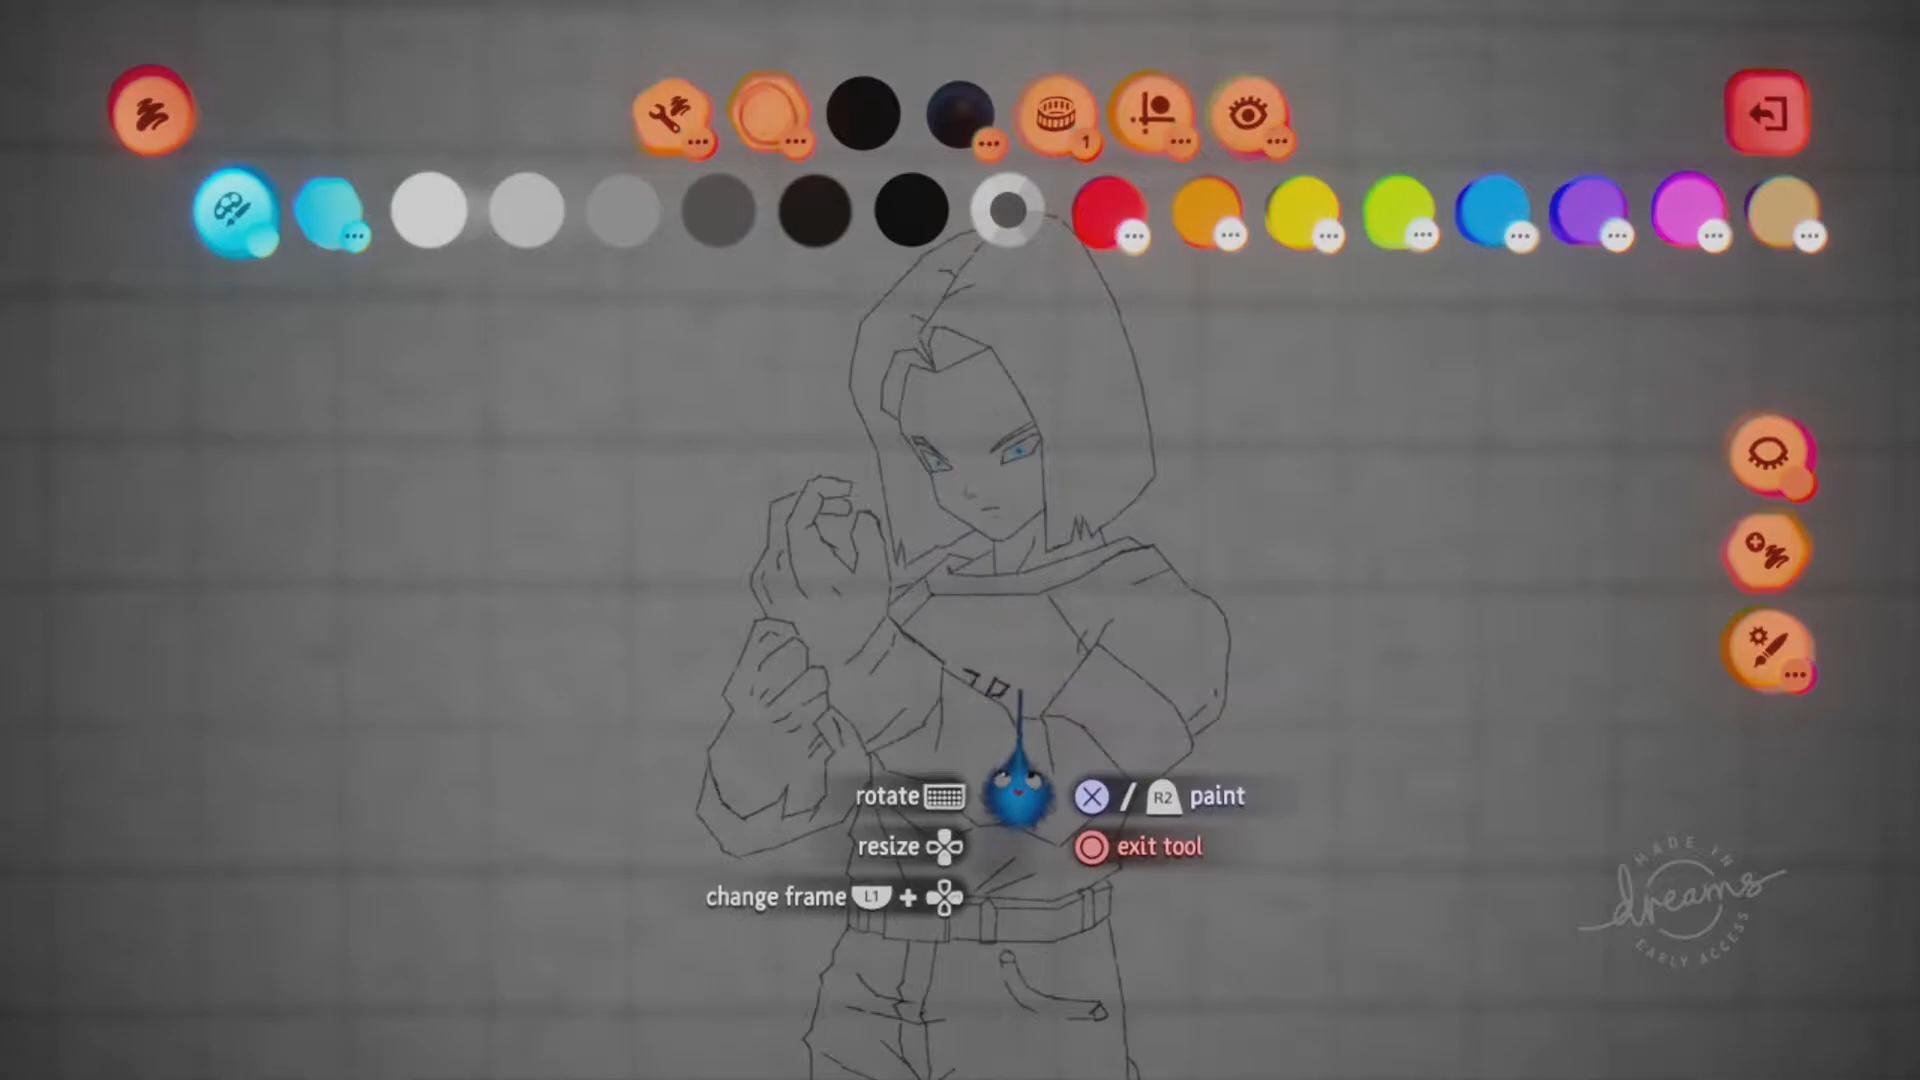 1
rotate
R2 paint
resize
exit tool
change frame L1 +
MADE IN
dreams
EARLY ACCESS